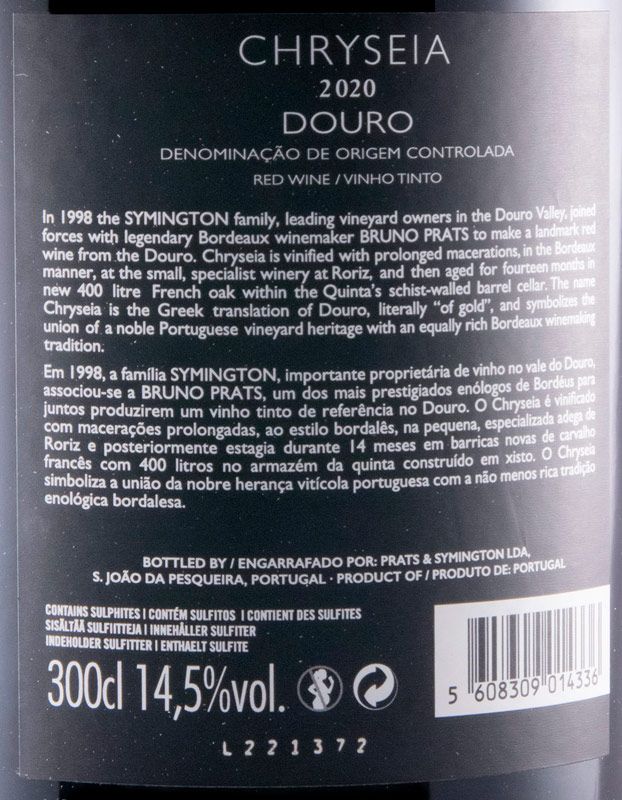 CHRYSEIA
2020
DOURO
DENOMINAÇÃO DE ORIGEM CONTROLADA
RED WINE / VINHO TINTO
In 1998 the SYMINGTON family, leading vineyard owners in the Douro Valley, joined
forces with legendary Bordeaux winemaker BRUNO PRATS to make a landmark red
wine from the Douro. Chryseia is vinified with prolonged macerations, in the Bordeaux
manner, at the small, specialist winery at Roriz, and then aged for fourteen months in
new 400 litre French oak within the Quinta's schist-walled barrel cellar. The name
Chryseia is the Greek translation of Douro, literally "of gold", and symbolizes the
union of a noble Portuguese vineyard heritage with an equally rich Bordeaux winemaking
tradition.
Em 1998, a família SYMINGTON, importante proprietária de vinho no vale do Douro,
associou-se a BRUNO PRATS, um dos mais prestigiados enólogos de Bordéus para
juntos produzirem um vinho tinto de referência no Douro. O Chryseia é vinificado
com macerações prolongadas, ao estilo bordalês, na pequena, especializada adega de
Roriz e posteriormente estagia durante 14 meses em barricas novas de carvalho
francês com 400 litros no armazém da quinta construído em xisto. O Chryseia
simboliza a união da nobre herança vitícola portuguesa com a não menos rica tradição
enológica bordalesa.
BOTTLED BY / ENGARRAFADO POR: PRATS & SYMINGTON LDA,
S. JOÃO DA PESQUEIRA, PORTUGAL · PRODUCT OF / PRODUTO DE: PORTUGAL
CONTAINS SULPHITES | CONTÉM SULFITOS | CONTIENT DES SULFITES
SISÄLTÄÄ SULFIITTEJA | INNEHÅLLER SULFITER
INDEHOLDER SULFITTER | ENTHAELT SULFITE
300cl 14,5%vol.
5 608309 014336
L221372